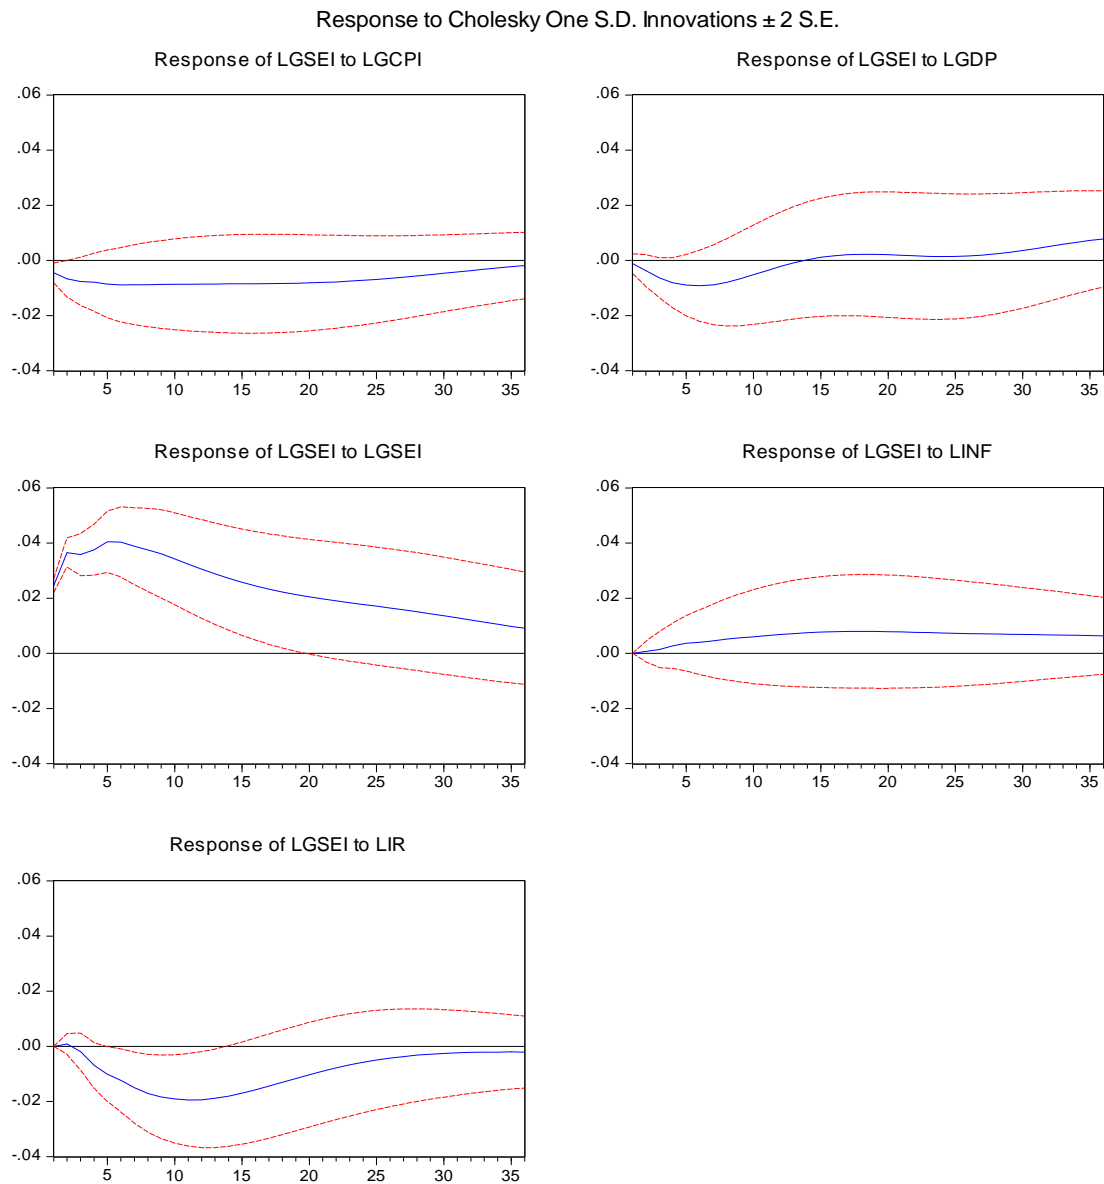 Response to Cholesky One S.D. Innovations ± 2 S.E.
Response of LGSEI to LGCPI
.06
.04
.02
.00
-.02
-.04
5 10 15 20 25 30 35
Response of LGSEI to LGDP
.06
.04
.02
.00
-.02
-.04
5 10 15 20 25 30 35
Response of LGSEI to LGSEI
.06
.04
.02
.00
-.02
-.04
5 10 15 20 25 30 35
Response of LGSEI to LINF
.06
.04
.02
.00
-.02
-.04
5 10 15 20 25 30 35
Response of LGSEI to LIR
.06
.04
.02
.00
-.02
-.04
5 10 15 20 25 30 35